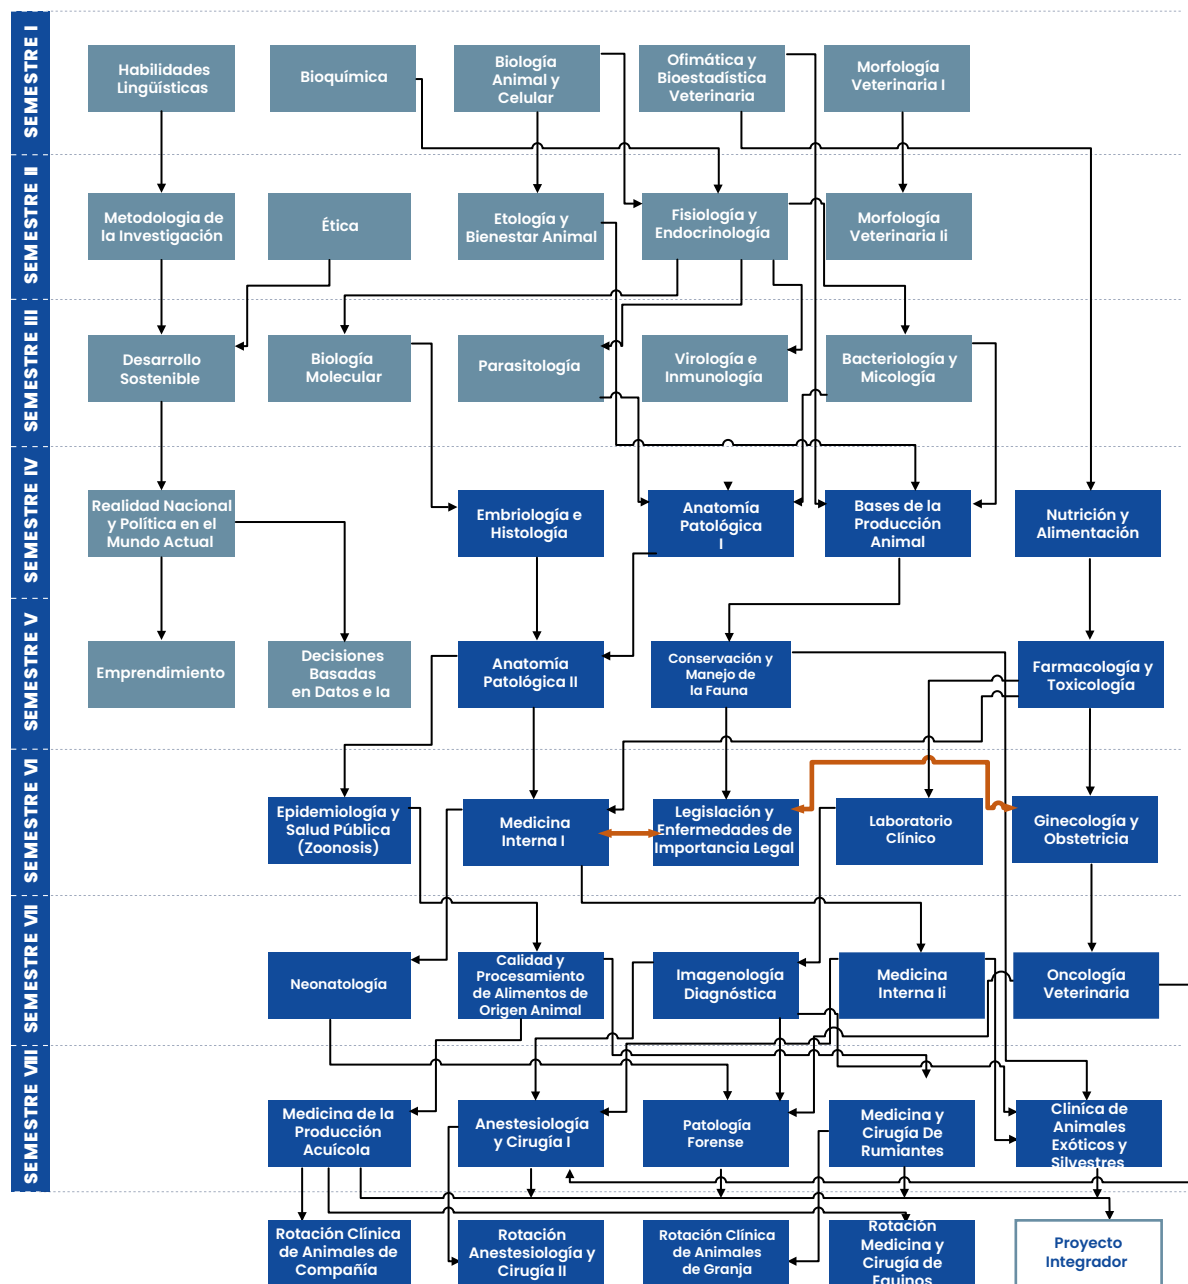 SEMESTRE I
Habilidades
Lingüísticas
Bioquímica
Biología
Animal y
Celular
Ofimática y
Bioestadística
Veterinaria
Morfología
Veterinaria I
SEMESTRE II
Metodologia de
la Investigación
Ética
Etología y
Bienestar Animal
Fisiología y
Endocrinología
Morfología
Veterinaria Ii
SEMESTRE III
Desarrollo
Sostenible
Biología
Molecular
Parasitología
Virología e
Inmunología
Bacteriología y
Micología
SEMESTRE IV
Realidad Nacional
y Política en el
Mundo Actual
Embriología e
Histología
Anatomía
Patológica
I
Bases de la
Producción
Animal
Nutrición y
Alimentación
SEMESTRE V
Emprendimiento
Decisiones
Basadas
en Datos e Ia
Anatomía
Patológica II
Conservación y
Manejo de
la Fauna
Farmacología y
Toxicología
SEMESTRE VI
Epidemiología y
Salud Pública
(Zoonosis)
Medicina
Interna I
Legislación y
Enfermedades de
Importancia Legal
Laboratorio
Clínico
Ginecología y
Obstetricia
SEMESTRE VII
Neonatología
Calidad y
Procesamiento
de Alimentos de
Origen Animal
Imagenología
Diagnóstica
Medicina
Interna Ii
Oncología
Veterinaria
SEMESTRE VIII
Medicina de la
Producción
Acuícola
Anestesiología
y Cirugía I
Patología
Forense
Medicina y
Cirugía De
Rumiantes
Clínica de
Animales
Exóticos y
Silvestres
Rotación Clínica
de Animales de
Compañía
Rotación
Anestesiología y
Cirugía II
Rotación Clínica
de Animales
de Granja
Rotación
Medicina y
Cirugía de
Equinos
Proyecto
Integrador